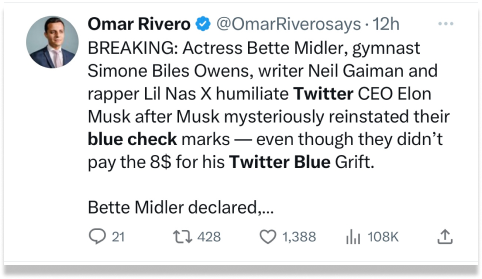 Omar Rivero @OmarRiverosays · 12h
BREAKING: Actress Bette Midler, gymnast
Simone Biles Owens, writer Neil Gaiman and
rapper Lil Nas X humiliate Twitter CEO Elon
Musk after Musk mysteriously reinstated their
blue check marks — even though they didn’t
pay the 8$ for his Twitter Blue Grift.
Bette Midler declared,...
21 428 1,388 108K